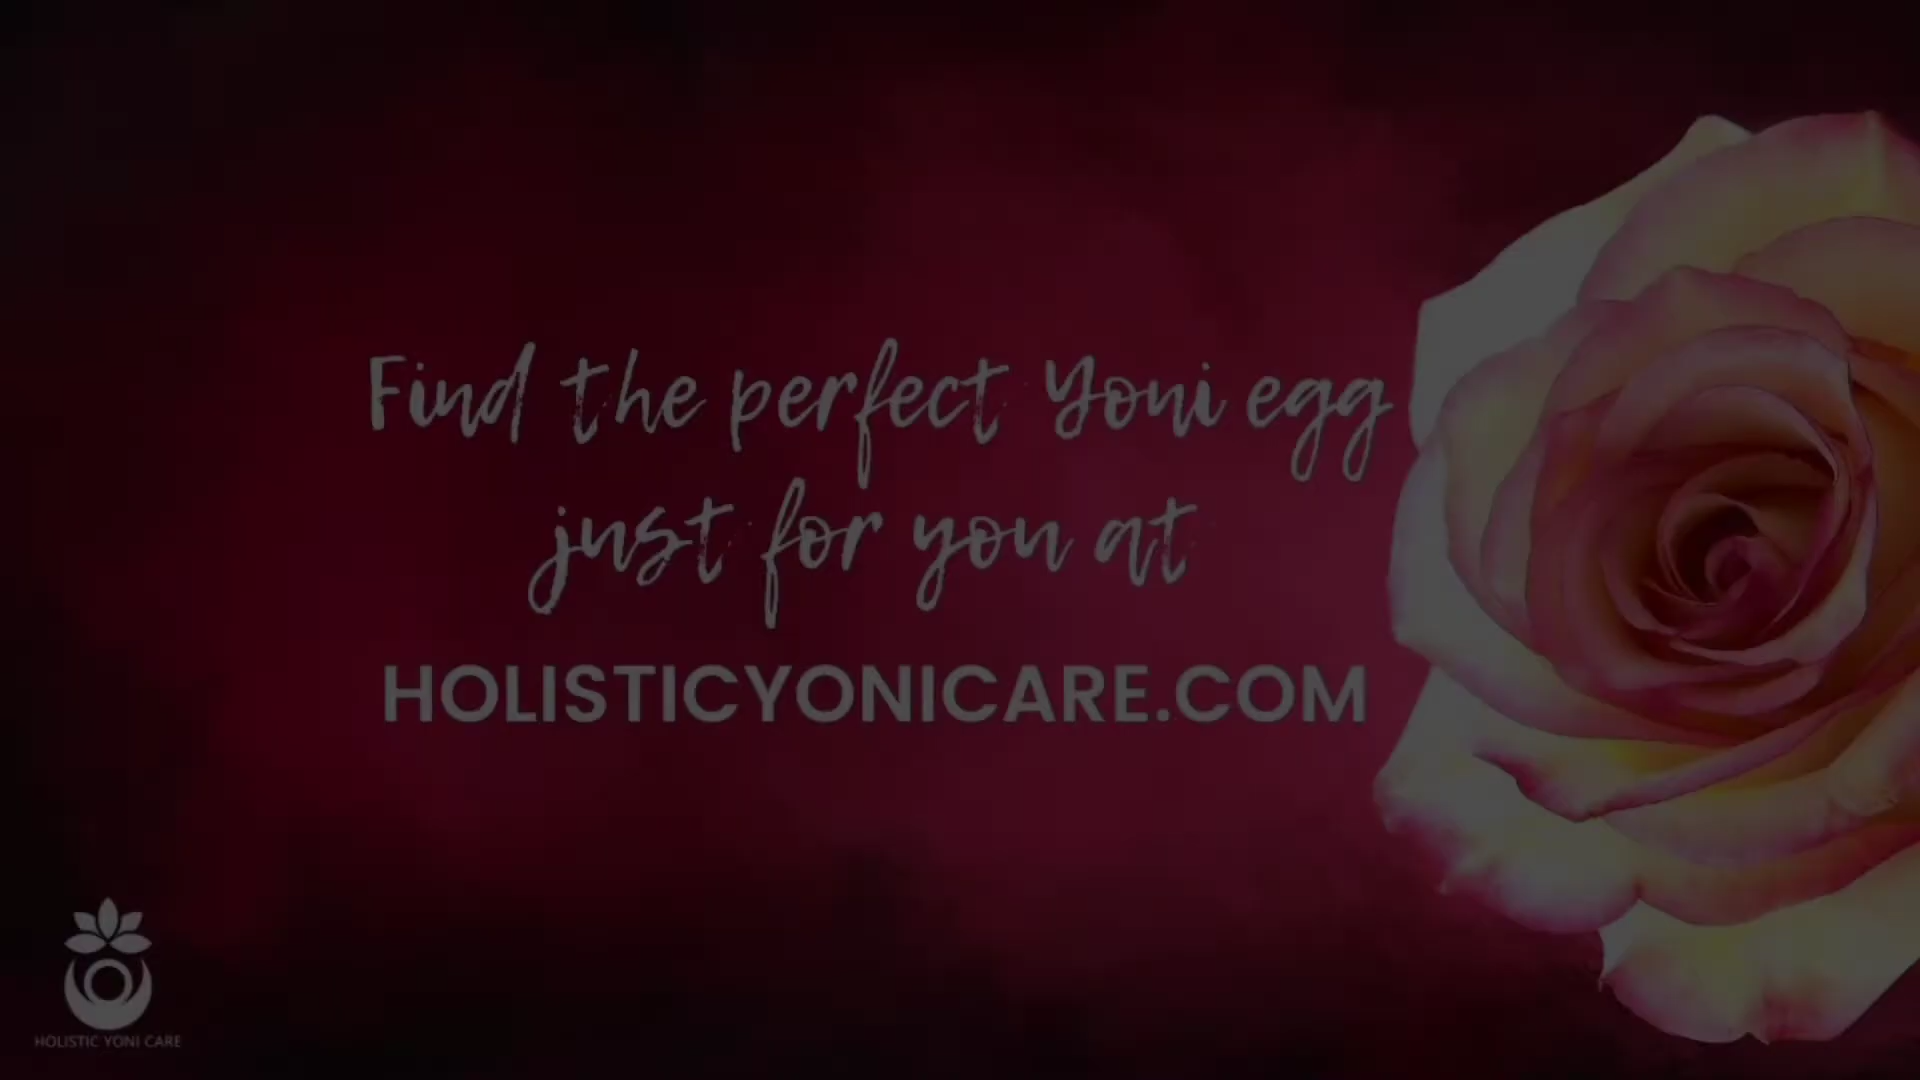 Find the perfect Yoni egg
just for you at
HOLISTICYONICARE.COM
HOLISTIC YONI CARE